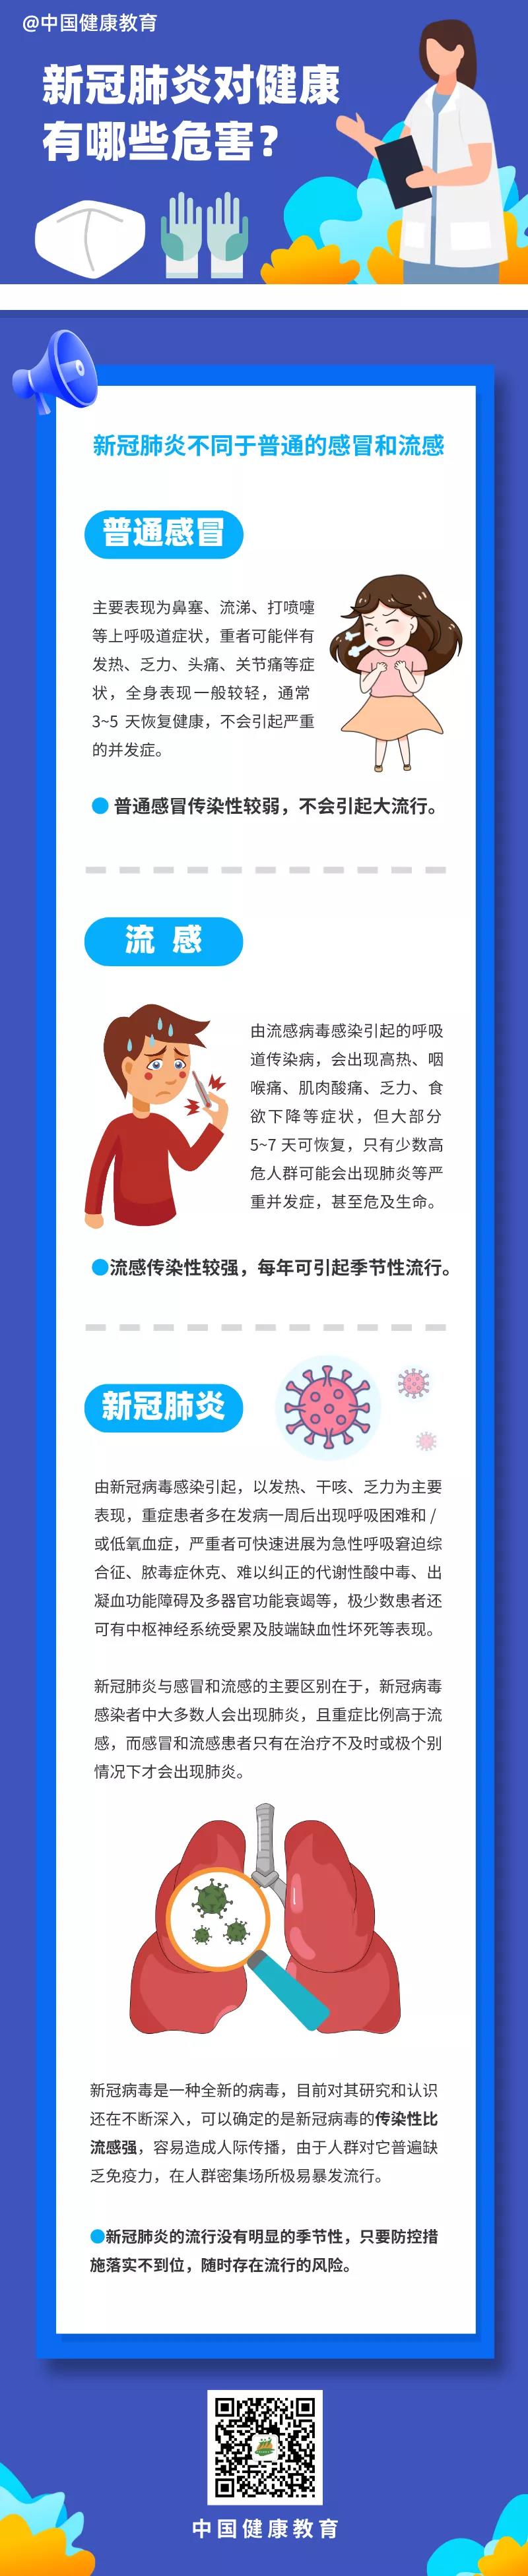 @中国健康教育
新冠肺炎对健康
有哪些危害？
新冠肺炎不同于普通的感冒和流感
普通感冒
主要表现为鼻塞、流涕、打喷嚏
等上呼吸道症状，重者可能伴有
发热、乏力、头痛、关节痛等症
状，全身表现一般较轻，通常
3~5 天恢复健康，不会引起严重
的并发症。
普通感冒传染性较弱，不会引起大流行。
流 感
由流感病毒感染引起的呼吸
道传染病，会出现高热、咽
喉痛、肌肉酸痛、乏力、食
欲下降等症状，但大部分
5~7 天可恢复，只有少数高
危人群可能会出现肺炎等严
重并发症，甚至危及生命。
流感传染性较强，每年可引起季节性流行。
新冠肺炎
由新冠病毒感染引起，以发热、干咳、乏力为主要
表现，重症患者多在发病一周后出现呼吸困难和 /
或低氧血症，严重者可快速进展为急性呼吸窘迫综
合征、脓毒症休克、难以纠正的代谢性酸中毒、出
凝血功能障碍及多器官功能衰竭等，极少数患者还
可有中枢神经系统受累及肢端缺血性坏死等表现。
新冠肺炎与感冒和流感的主要区别在于，新冠病毒
感染者中大多数人会出现肺炎，且重症比例高于流
感，而感冒和流感患者只有在治疗不及时或极个别
情况下才会出现肺炎。
新冠病毒是一种全新的病毒，目前对其研究和认识
还在不断深入，可以确定的是新冠病毒的传染性比
流感强，容易造成人际传播，由于人群对它普遍缺
乏免疫力，在人群密集场所极易暴发流行。
新冠肺炎的流行没有明显的季节性，只要防控措
施落实不到位，随时存在流行的风险。
中国健康教育